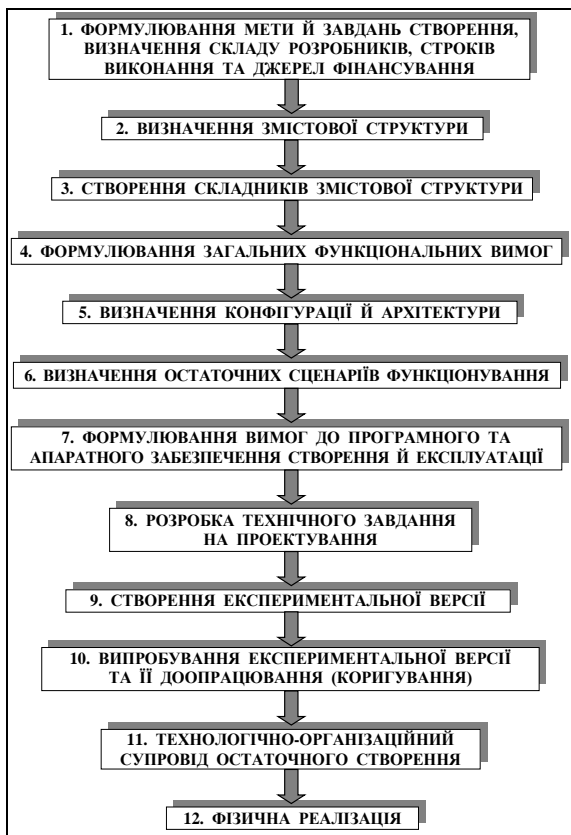 1. ФОРМУЛЮВАННЯ МЕТИ Й ЗАВДАНЬ СТВОРЕННЯ,
ВИЗНАЧЕННЯ СКЛАДУ РОЗРОБНИКІВ, СТРОКІВ
ВИКОНАННЯ ТА ДЖЕРЕЛ ФІНАНСУВАННЯ
2. ВИЗНАЧЕННЯ ЗМІСТОВОЇ СТРУКТУРИ
3. СТВОРЕННЯ СКЛАДНИКІВ ЗМІСТОВОЇ СТРУКТУРИ
4. ФОРМУЛЮВАННЯ ЗАГАЛЬНИХ ФУНКЦІОНАЛЬНИХ ВИМОГ
5. ВИЗНАЧЕННЯ КОНФІГУРАЦІЇ Й АРХІТЕКТУРИ
6. ВИЗНАЧЕННЯ ОСТАТОЧНИХ СЦЕНАРІЇВ ФУНКЦІОНУВАННЯ
7. ФОРМУЛЮВАННЯ ВИМОГ ДО ПРОГРАМНОГО ТА
АПАРАТНОГО ЗАБЕЗПЕЧЕННЯ СТВОРЕННЯ Й ЕКСПЛУАТАЦІЇ
8. РОЗРОБКА ТЕХНІЧНОГО ЗАВДАННЯ
НА ПРОЕКТУВАННЯ
9. СТВОРЕННЯ ЕКСПЕРИМЕНТАЛЬНОЇ ВЕРСІЇ
10. ВИПРОБУВАННЯ ЕКСПЕРИМЕНТАЛЬНОЇ ВЕРСІЇ
ТА ЇЇ ДООПРАЦЮВАННЯ (КОРИГУВАННЯ)
11. ТЕХНОЛОГІЧНО-ОРГАНІЗАЦІЙНИЙ
СУПРОВІД ОСТАТОЧНОГО СТВОРЕННЯ
12. ФІЗИЧНА РЕАЛІЗАЦІЯ